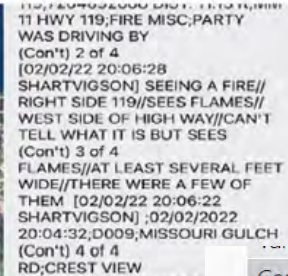 11 HWY 119;FIRE MISC;PARTY
WAS DRIVING BY
(Con't) 2 of 4
[02/02/22 20:06:28
SHARTVIGSON] SEEING A FIRE//
RIGHT SIDE 119//SEES FLAMES//
WEST SIDE OF HIGH WAY//CAN'T
TELL WHAT IT IS BUT SEES
(Con't) 3 of 4
FLAMES//AT LEAST SEVERAL FEET
WIDE//THERE WERE A FEW OF
THEM [02/02/22 20:06:22
SHARTVIGSON] ;02/02/2022
20:04:32;D009;MISSOURI GULCH
(Con't) 4 of 4
RD;CREST VIEW